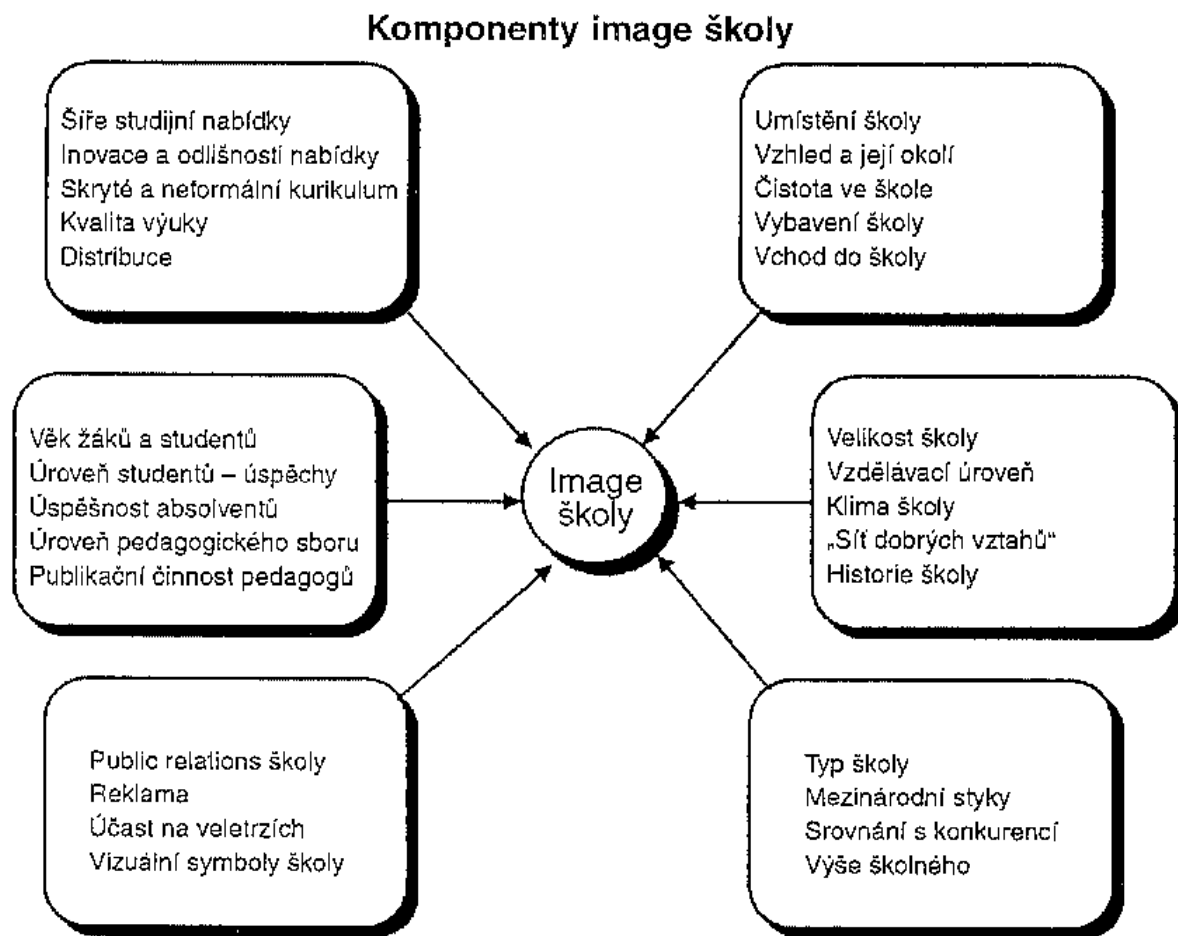 Komponenty image školy
Šíře studijní nabídky
Inovace a odlišností nabídky
Skryté a neformální kurikulum
Kvalita výuky
Distribuce
Umístění školy
Vzhled a její okolí
Čistota ve škole
Vybavení školy
Vchod do školy
Věk žáků a studentů
Úroveň studentů – úspěchy
Úspěšnost absolventů
Úroveň pedagogického sboru
Publikační činnost pedagogů
Image
školy
Velikost školy
Vzdělávací úroveň
Klima školy
„Síť dobrých vztahů“
Historie školy
Public relations školy
Reklama
Účast na veletrzích
Vizuální symboly školy
Typ školy
Mezinárodní styky
Srovnání s konkurencí
Výše školného